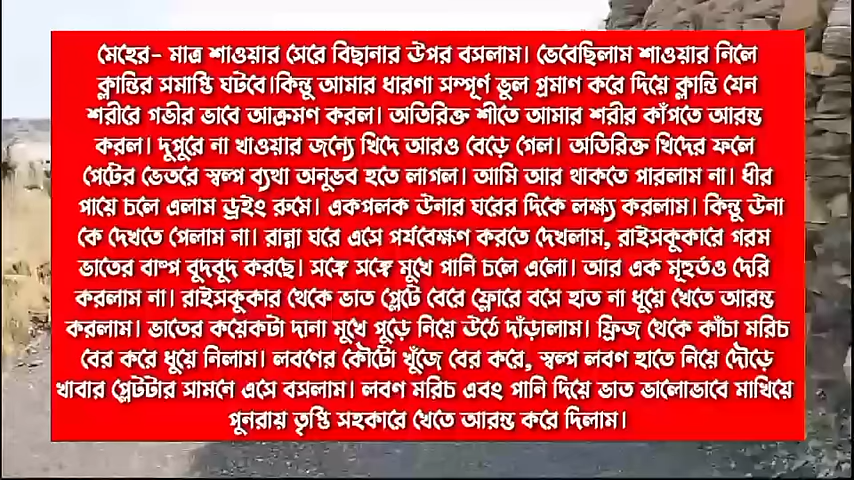 মেহের- মাত্র শাওয়ার সেরে বিছানার উপর বসলাম। ভেবেছিলাম শাওয়ার নিলে
ক্লান্তির সমাপ্তি ঘটবে।কিন্তু আমার ধারণা সম্পূর্ণ ভুল প্রমাণ করে দিয়ে ক্লান্তি যেন
শরীরে গভীর ভাবে আক্রমণ করল। অতিরিক্ত শীতে আমার শরীর কাঁপতে আরম্ভ
করল। দুপুরে না খাওয়ার জন্যে খিদে আরও বেড়ে গেল। অতিরিক্ত খিদের ফলে
পেটের ভেতরে স্বল্প ব্যথা অনুভব হতে লাগল। আমি আর থাকতে পারলাম না। ধীর
পায়ে চলে এলাম ড্রইং রুমে। একপলক উনার ঘরের দিকে লক্ষ্য করলাম। কিন্তু উনা
কে দেখতে পেলাম না। রান্না ঘরে এসে পর্যবেক্ষণ করতে দেখলাম, রাইসকুকারে গরম
ভাতের বাষ্প বুদবুদ করছে। সঙ্গে সঙ্গে মুখে পানি চলে এলো। আর এক মূহর্তও দেরি
করলাম না। রাইসকুকার থেকে ভাত প্লেটে বেরে ফ্লোরে বসে হাত না ধুয়ে খেতে আরম্ভ
করলাম। ভাতের কয়েকটা দানা মুখে পুড়ে নিয়ে উঠে দাঁড়ালাম। ফ্রিজ থেকে কাঁচা মরিচ
বের করে ধুয়ে নিলাম। লবণের কৌটো খুঁজে বের করে, স্বল্প লবণ হাতে নিয়ে দৌড়ে
খাবার প্লেটটার সামনে এসে বসলাম। লবণ মরিচ এবং পানি দিয়ে ভাত ভালোভাবে মাখিয়ে
পুনরায় তৃপ্তি সহকারে খেতে আরম্ভ করে দিলাম।